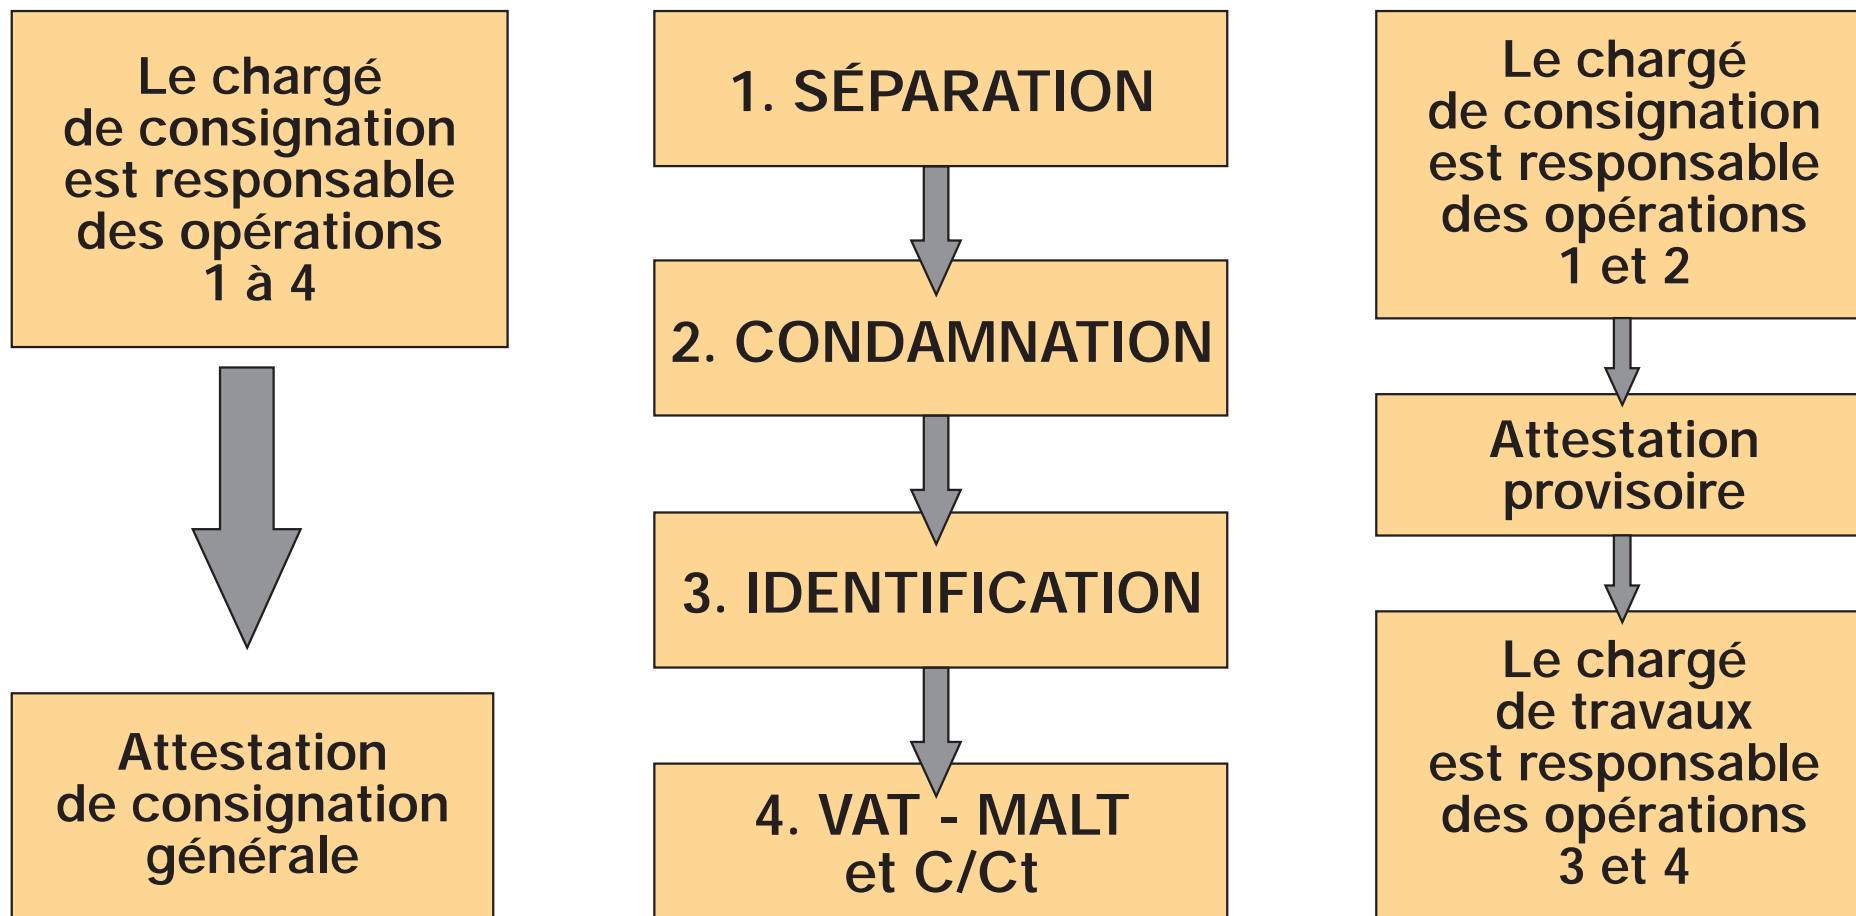 Le chargé
de consignation
est responsable
des opérations
1 à 4
Attestation
de consignation
générale
1. SÉPARATION
2. CONDAMNATION
3. IDENTIFICATION
4. VAT - MALT
et C/Ct
Le chargé
de consignation
est responsable
des opérations
1 et 2
Attestation
provisoire
Le chargé
de travaux
est responsable
des opérations
3 et 4